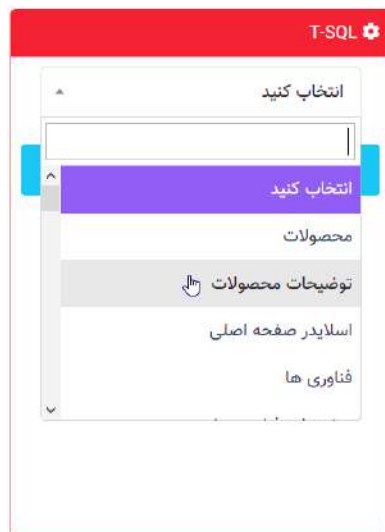 T-SQL
انتخاب کنید
انتخاب کنید
محصولات
توضیحات محصولات
اسلایدر صفحه اصلی
فناوری ها